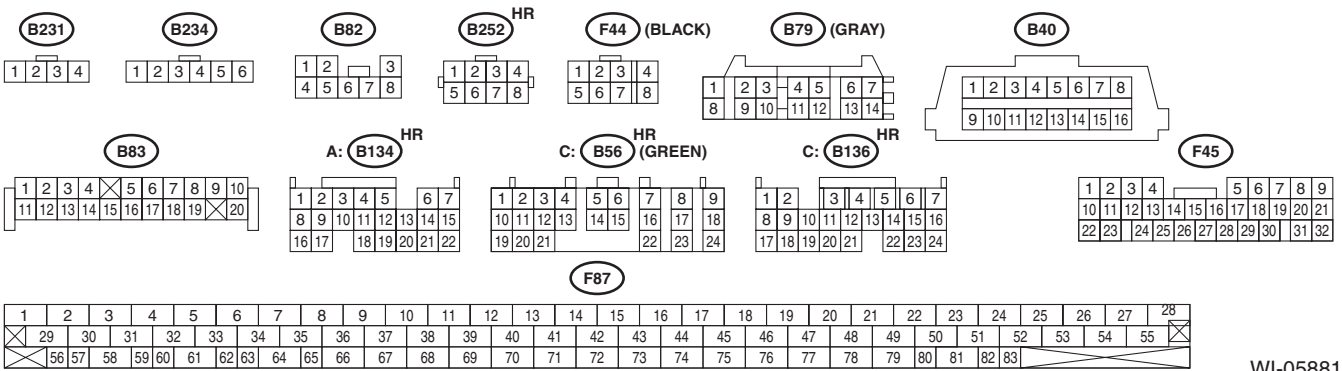 B231 B234 B82 B252 HR F44 (BLACK) B79 (GRAY) B40
1 2 3 4
1 2 3 4 5 6
1 2 3
4 5 6 7 8
1 2 3 4
5 6 7 8
1 2 3 4
5 6 7 8
1 2 3 4 5 6 7
8 9 10 11 12 13 14
1 2 3 4 5 6 7 8
9 10 11 12 13 14 15 16
B83 A: B134 HR C: B56 HR (GREEN) C: B136 HR F45
1 2 3 4 5 6 7 8 9 10
11 12 13 14 15 16 17 18 19 20
1 2 3 4 5 6 7
8 9 10 11 12 13 14 15
16 17 18 19 20 21 22
1 2 3 4 5 6 7 8 9
10 11 12 13 14 15 16 17 18
19 20 21 22 23 24
1 2 3 4 5 6 7
8 9 10 11 12 13 14 15 16
17 18 19 20 21 22 23 24
1 2 3 4 5 6 7 8 9
10 11 12 13 14 15 16 17 18 19 20 21
22 23 24 25 26 27 28 29 30 31 32
F87
1 2 3 4 5 6 7 8 9 10 11 12 13 14 15 16 17 18 19 20 21 22 23 24 25 26 27 28
29 30 31 32 33 34 35 36 37 38 39 40 41 42 43 44 45 46 47 48 49 50 51 52 53 54 55
56 57 58 59 60 61 62 63 64 65 66 67 68 69 70 71 72 73 74 75 76 77 78 79 80 81 82 83
WI-05881